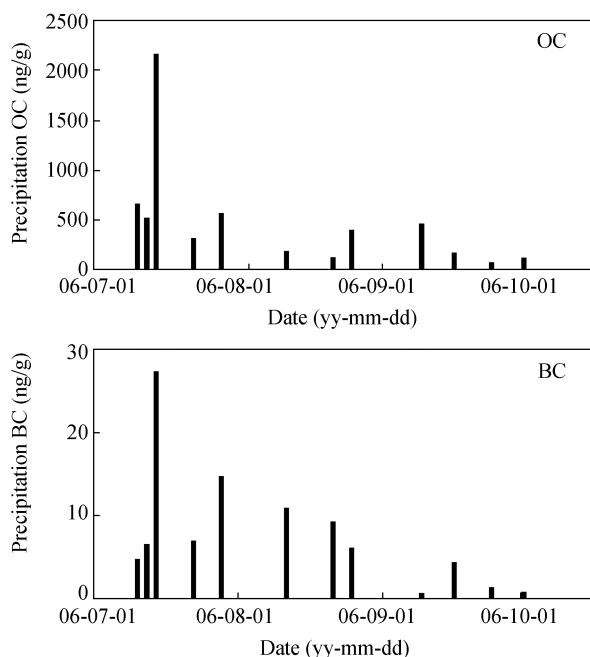 2500
OC
2000
1500
1000
500
0
Precipitation OC (ng/g)
06-07-01 06-08-01 06-09-01 06-10-01
Date (yy-mm-dd)
30
BC
20
10
0
Precipitation BC (ng/g)
06-07-01 06-08-01 06-09-01 06-10-01
Date (yy-mm-dd)